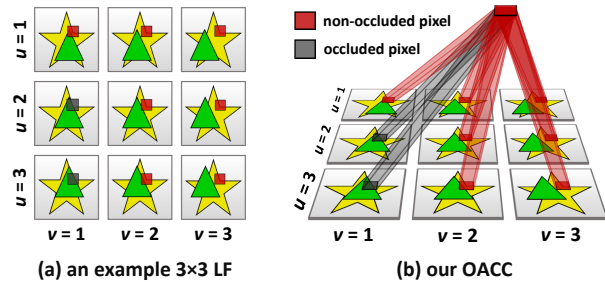 u = 1
u = 2
u = 3
v = 1
v = 2
v = 3
(a) an example 3×3 LF
non-occluded pixel
occluded pixel
u = 1
u = 2
u = 3
v = 1
v = 2
v = 3
(b) our OACC